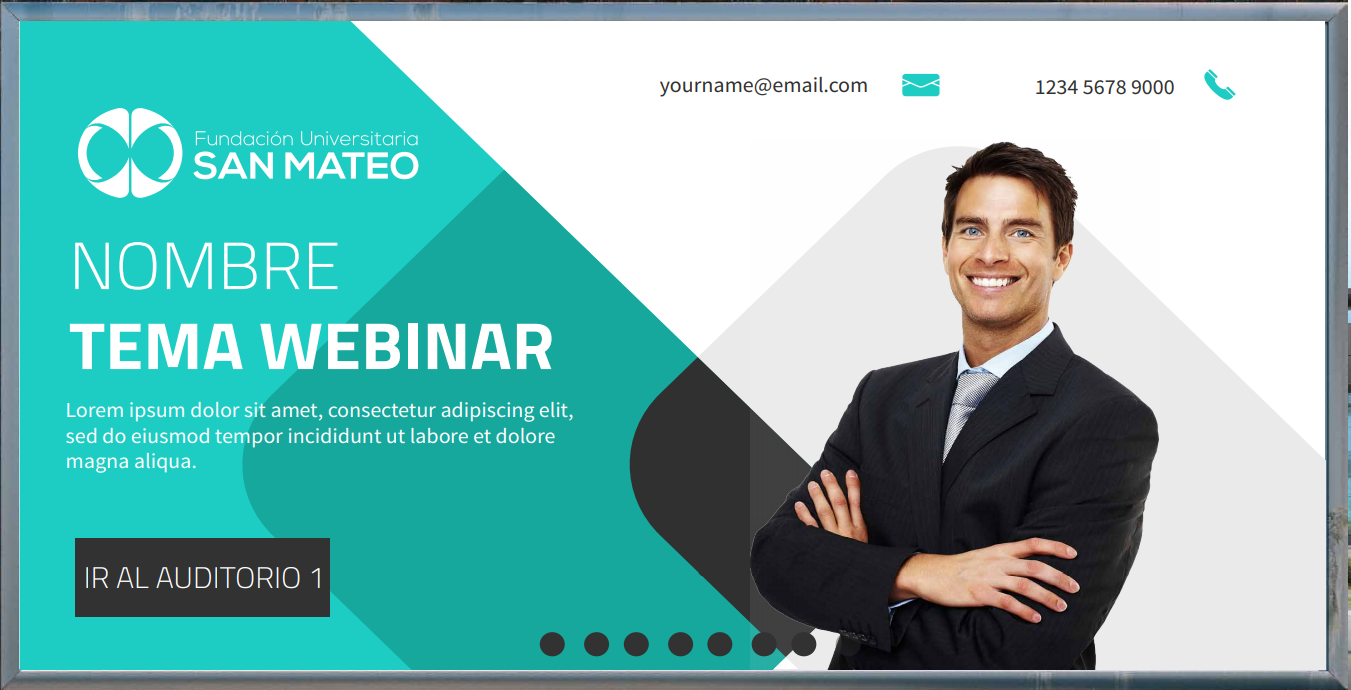 yourname@email.com
1234 5678 9000
Fundación Universitaria
SAN MATEO
NOMBRE
TEMA WEBINAR
Lorem ipsum dolor sit amet, consectetur adipiscing elit,
sed do eiusmod tempor incididunt ut labore et dolore
magna aliqua.
IR AL AUDITORIO 1